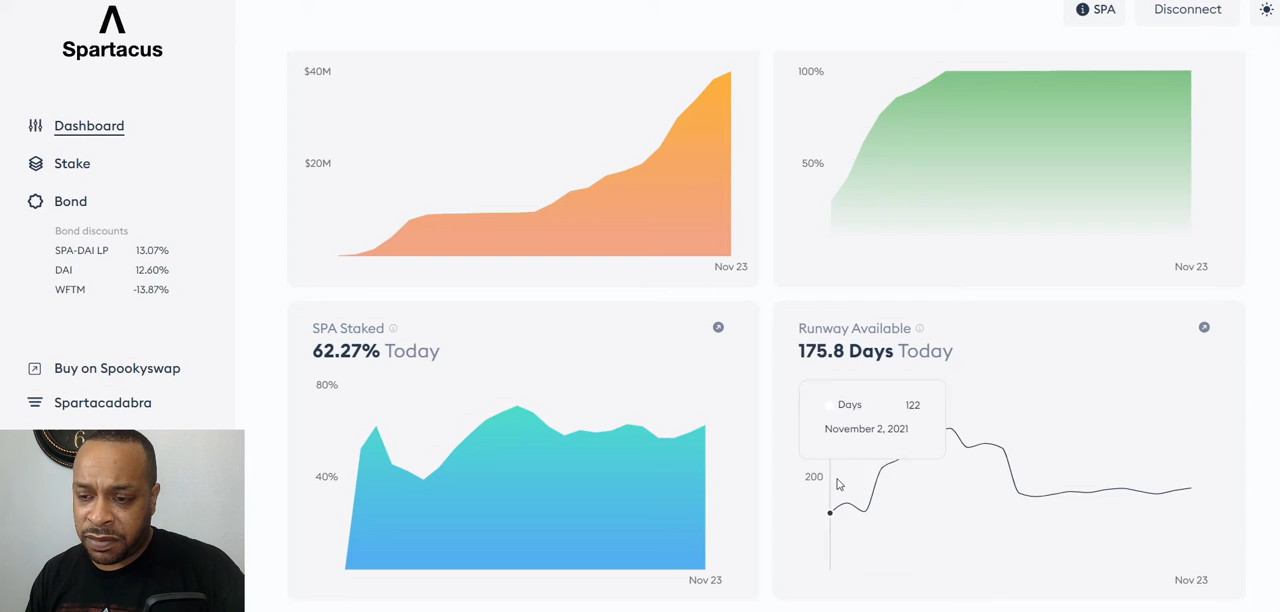 Spartacus
SPA
Disconnect
Dashboard
Stake
Bond
Bond discounts
SPA-DAI LP 13.07%
DAI 12.60%
WFTM -13.87%
Buy on Spookyswap
Spartacadabra
$40M
$20M
Nov 23
100%
50%
Nov 23
SPA Staked
62.27% Today
80%
40%
Nov 23
Runway Available
175.8 Days Today
Days 122
November 2, 2021
200
Nov 23
6